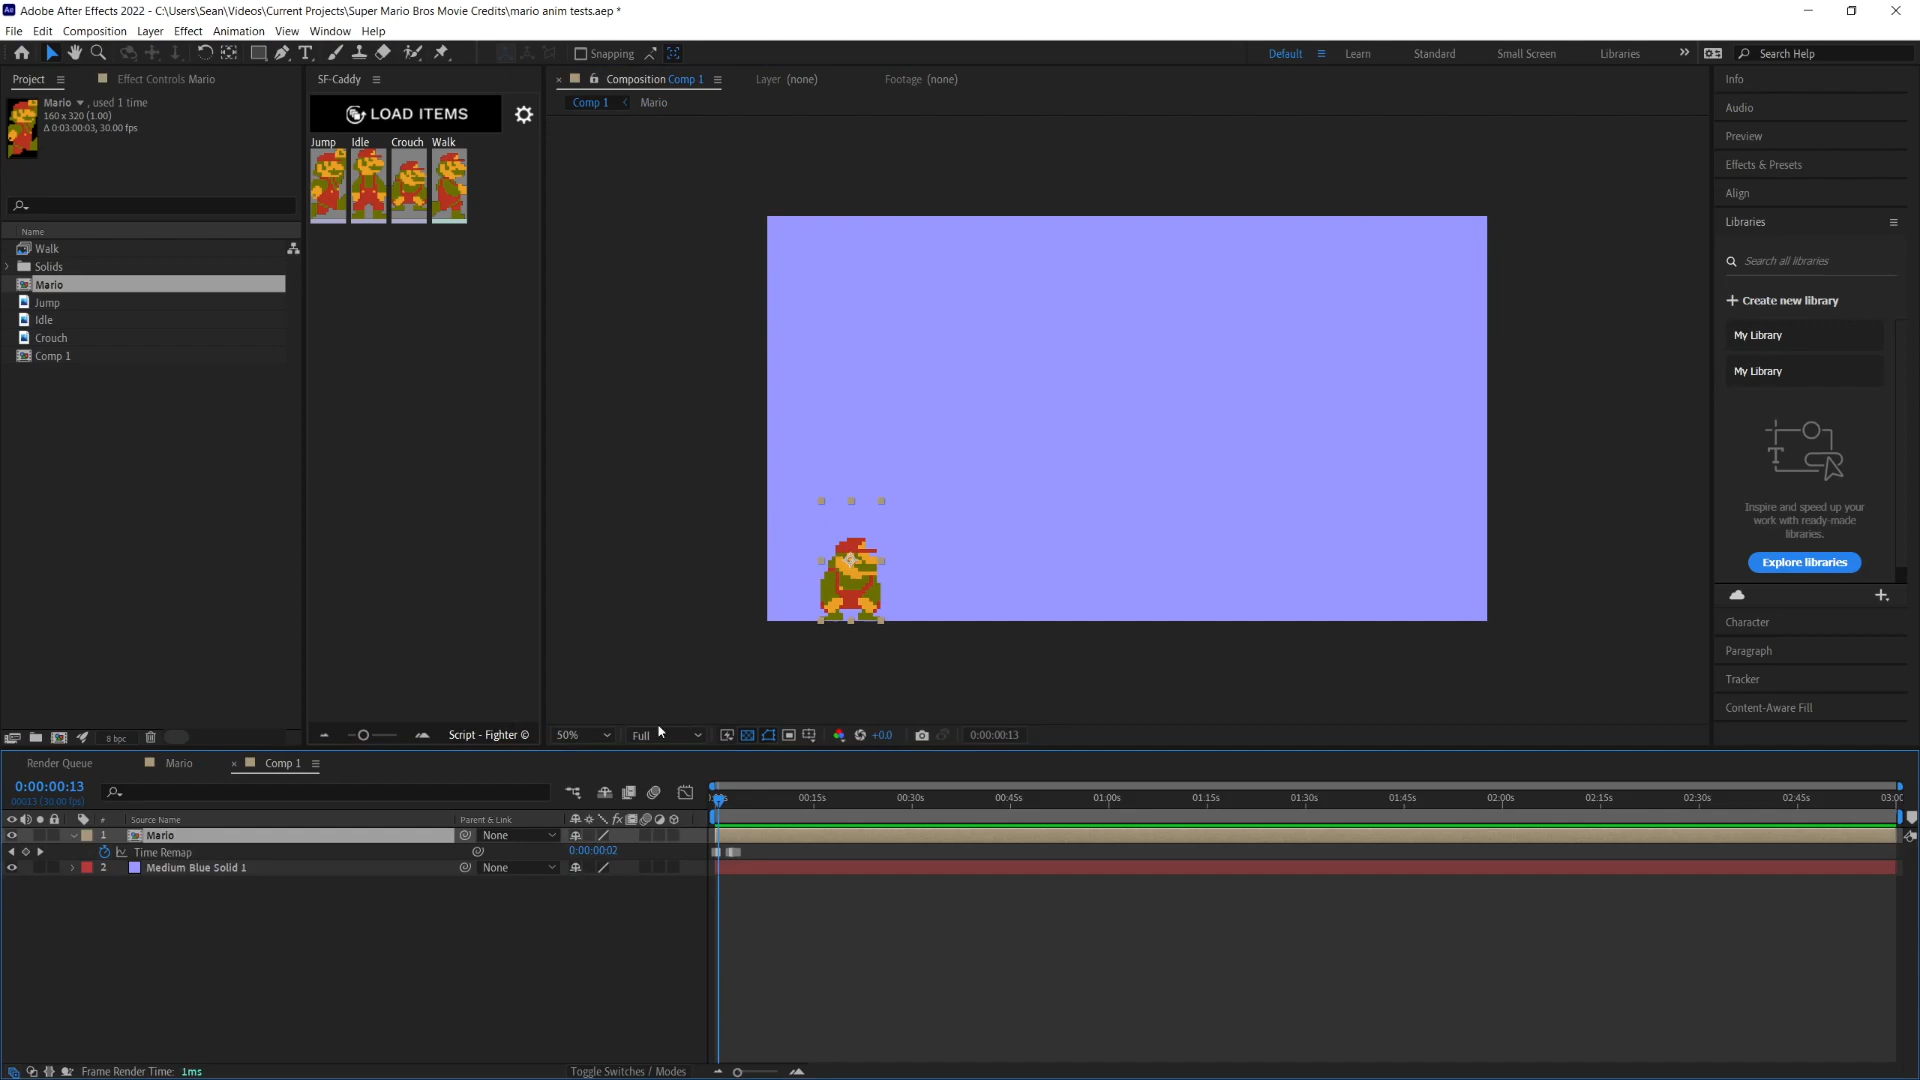 Adobe After Effects 2022 - C:\Users\Sean\Videos\Current Projects\Super Mario Bros Movie Credits\mario anim tests.aep *
File Edit Composition Layer Effect Animation View Window Help
Snapping
Default Learn Standard Small Screen Libraries Search Help
Project Effect Controls Mario SF-Caddy Composition Comp 1 Layer (none) Footage (none) Info
Mario , used 1 time
160 x 320 (1.00)
Δ 0:03:00:03, 30.00 fps
LOAD ITEMS
Comp 1 Mario
Audio
Jump Idle Crouch Walk
Preview
Effects & Presets
Align
Libraries
Name
Walk
Solids
Mario
Jump
Idle
Crouch
Comp 1
Search all libraries
Create new library
My Library
My Library
Inspire and speed up your
work with ready-made
libraries.
Explore libraries
Character
Paragraph
Tracker
Content-Aware Fill
8 bpc Script - Fighter © 50% Full +0.0 0:00:00:13
Render Queue Mario Comp 1
0:00:00:13
00013 (30.00 fps)
00:15s 00:30s 00:45s 01:00s 01:15s 01:30s 01:45s 02:00s 02:15s 02:30s 02:45s 03:00
# Source Name Parent & Link
1 Mario None
Time Remap 0:00:00:02
2 Medium Blue Solid 1 None
Frame Render Time: 1ms Toggle Switches / Modes